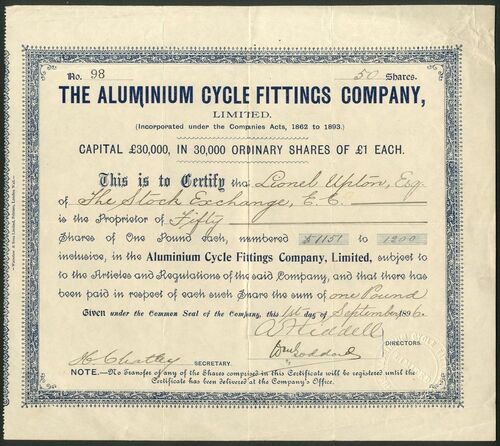 No. 98 50 Shares.
THE ALUMINIUM CYCLE FITTINGS COMPANY,
LIMITED.
(Incorporated under the Companies Acts, 1862 to 1893.)
CAPITAL £30,000, IN 30,000 ORDINARY SHARES OF £1 EACH.
This is to Certify that Lionel Upton, Esq.
of The Stock Exchange, E. C.
is the Proprietor of Fifty
Shares of One Pound each, numbered 51151 to 1200
inclusive, in the Aluminium Cycle Fittings Company, Limited, subject to
to the Articles and Regulations of the said Company, and that there has
been paid in respect of each such Share the sum of one Pound
Given under the Common Seal of the Company, this 1st day of September 1896.
DIRECTORS
SECRETARY.
NOTE.—No Transfer of any of the Shares comprised in this Certificate will be registered until the
Certificate has been delivered at the Company's Office.